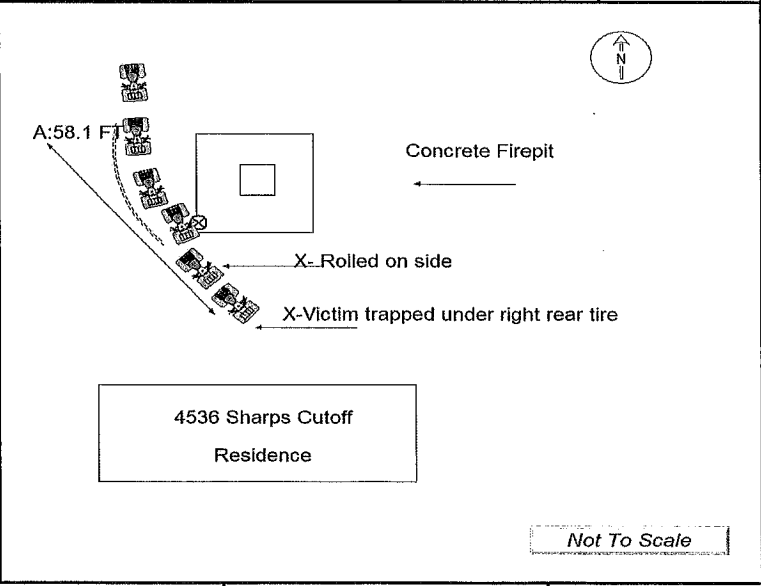 N
A:58.1 FT
Concrete Firepit
X
X- Rolled on side
X-Victim trapped under right rear tire
4536 Sharps Cutoff
Residence
Not To Scale